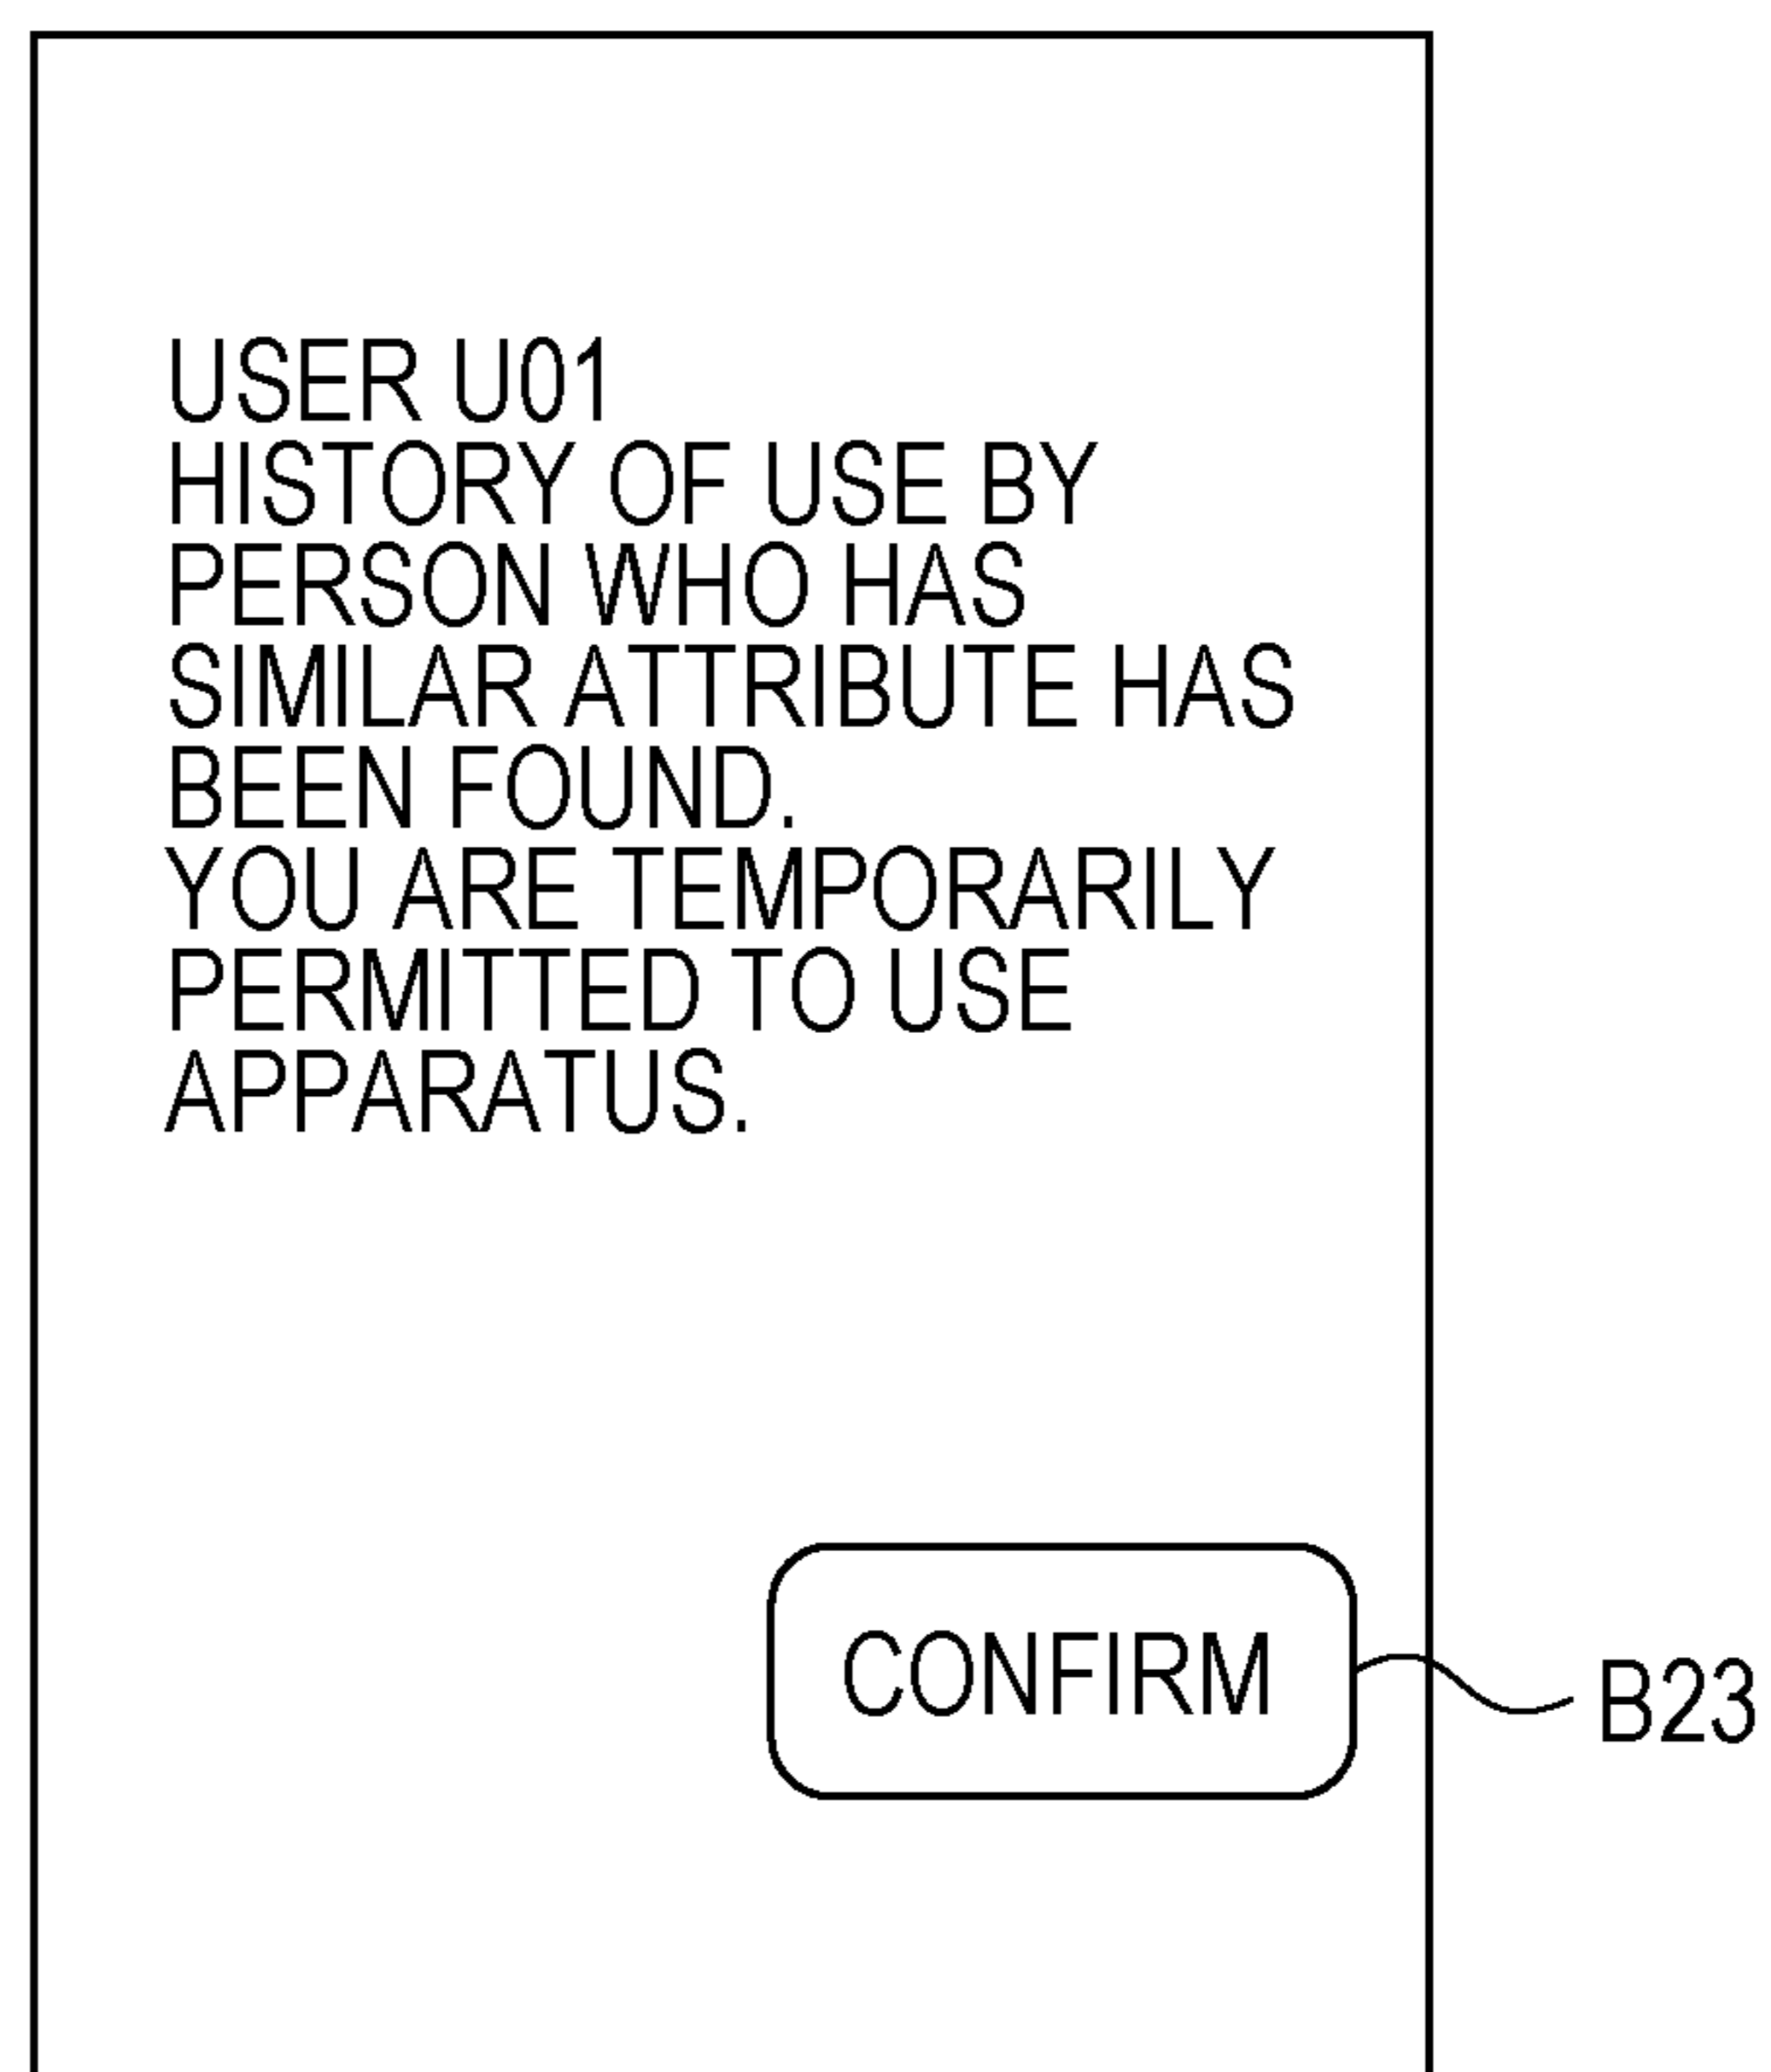 USER U01
HISTORY OF USE BY
PERSON WHO HAS
SIMILAR ATTRIBUTE HAS
BEEN FOUND.
YOU ARE TEMPORARILY
PERMITTED TO USE
APPARATUS.
CONFIRM
B23